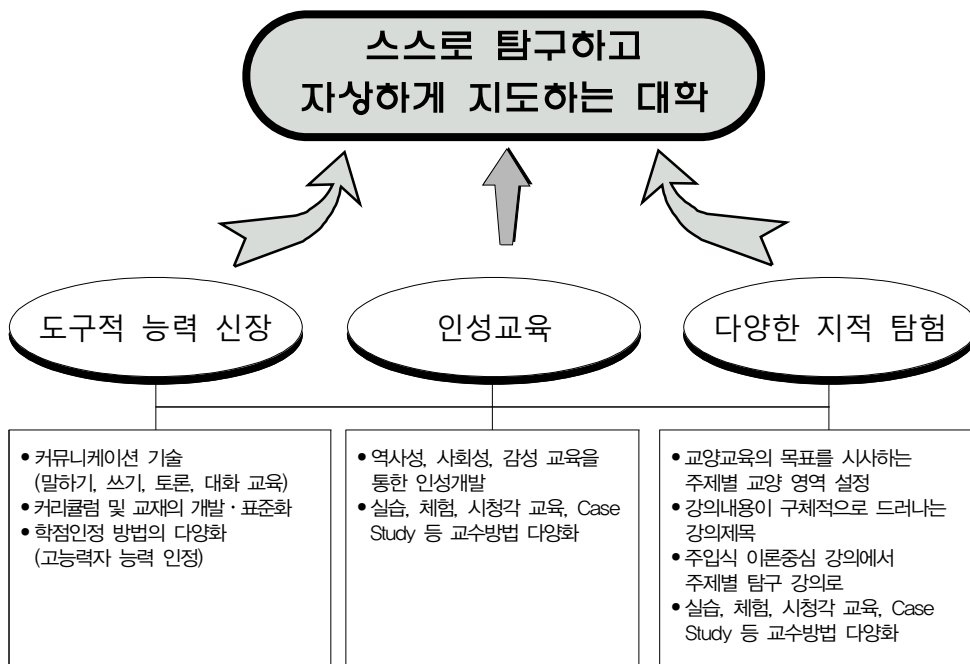 스스로 탐구하고
자상하게 지도하는 대학
도구적 능력 신장
인성교육
다양한 지적 탐험
• 커뮤니케이션 기술
(말하기, 쓰기, 토론, 대화 교육)
• 커리큘럼 및 교재의 개발·표준화
• 학점인정 방법의 다양화
(고능력자 능력 인정)
• 역사성, 사회성, 감성 교육을
통한 인성개발
• 실습, 체험, 시청각 교육, Case
Study 등 교수방법 다양화
• 교양교육의 목표를 시사하는
주제별 교양 영역 설정
• 강의내용이 구체적으로 드러나는
강의제목
• 주입식 이론중심 강의에서
주제별 탐구 강의로
• 실습, 체험, 시청각 교육, Case
Study 등 교수방법 다양화